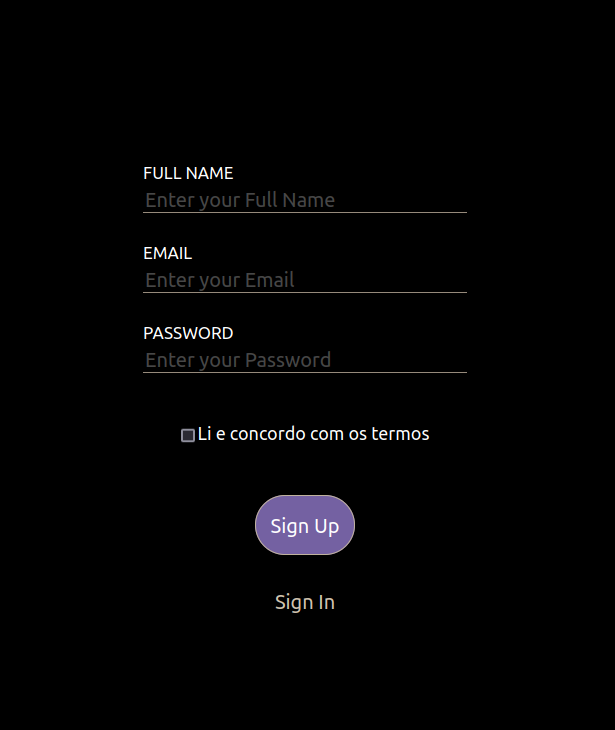 FULL NAME
Enter your Full Name
EMAIL
Enter your Email
PASSWORD
Enter your Password
Li e concordo com os termos
Sign Up
Sign In